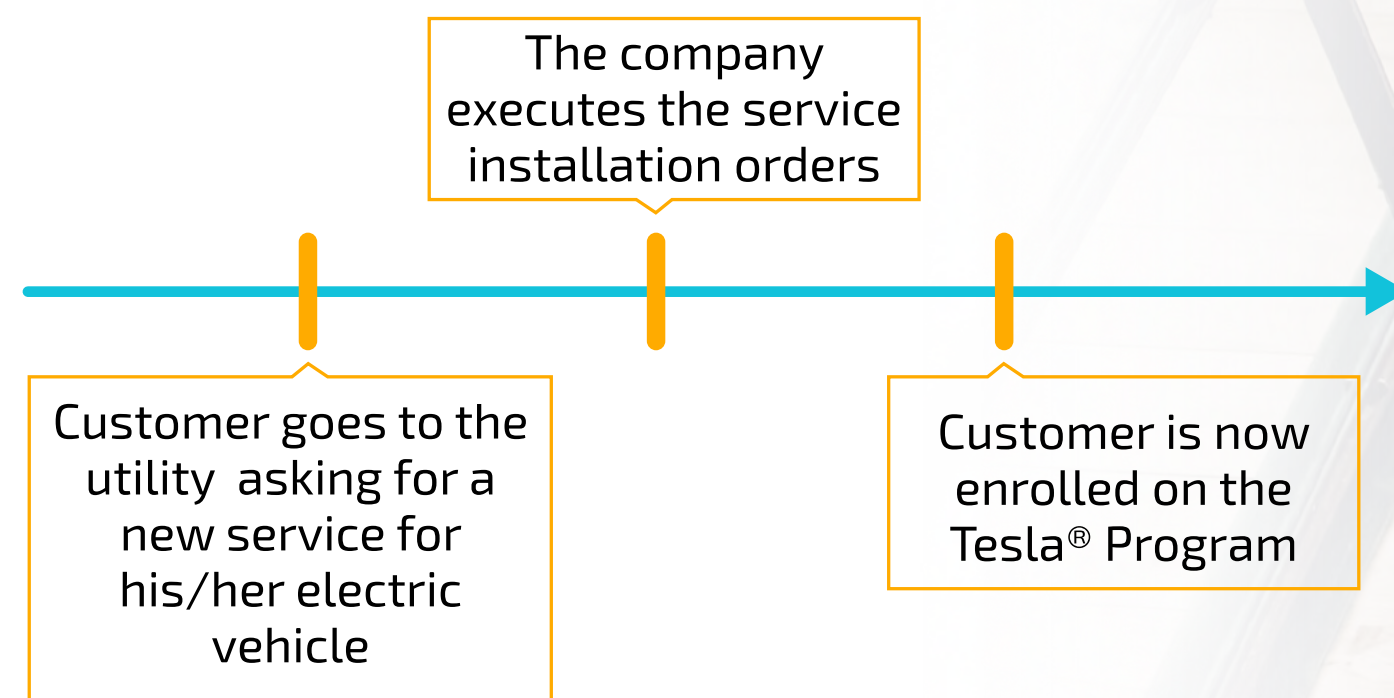 The company
executes the service
installation orders
Customer goes to the
utility  asking for a
new service for
his/her electric
vehicle
Customer is now
enrolled on the
Tesla® Program